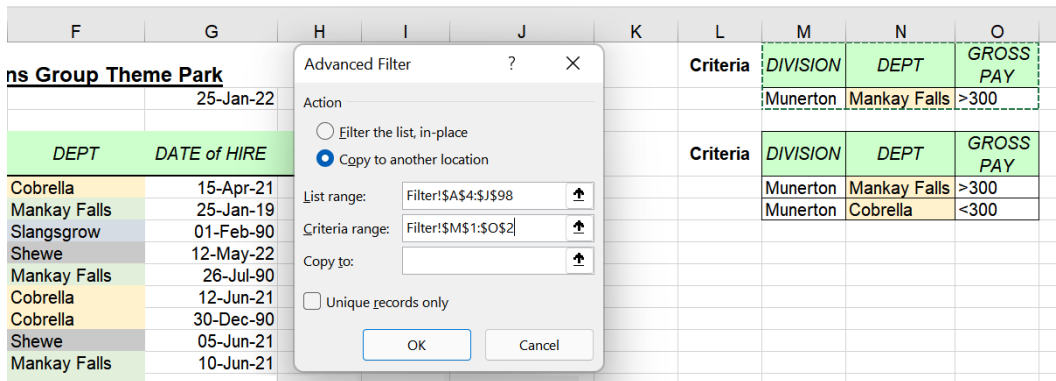 F G H I J K L M N O
ns Group Theme Park
25-Jan-22
DEPT DATE of HIRE
Cobrella 15-Apr-21
Mankay Falls 25-Jan-19
Slangsgrow 01-Feb-90
Shewe 12-May-22
Mankay Falls 26-Jul-90
Cobrella 12-Jun-21
Cobrella 30-Dec-90
Shewe 05-Jun-21
Mankay Falls 10-Jun-21
Advanced Filter ? ×
Action
Filter the list, in-place
Copy to another location
List range: Filter!$A$4:$J$98
Criteria range: Filter!$M$1:$O$2
Copy to:
Unique records only
OK Cancel
Criteria DIVISION DEPT GROSS
PAY
Munerton Mankay Falls >300
Criteria DIVISION DEPT GROSS
PAY
Munerton Mankay Falls >300
Munerton Cobrella <300